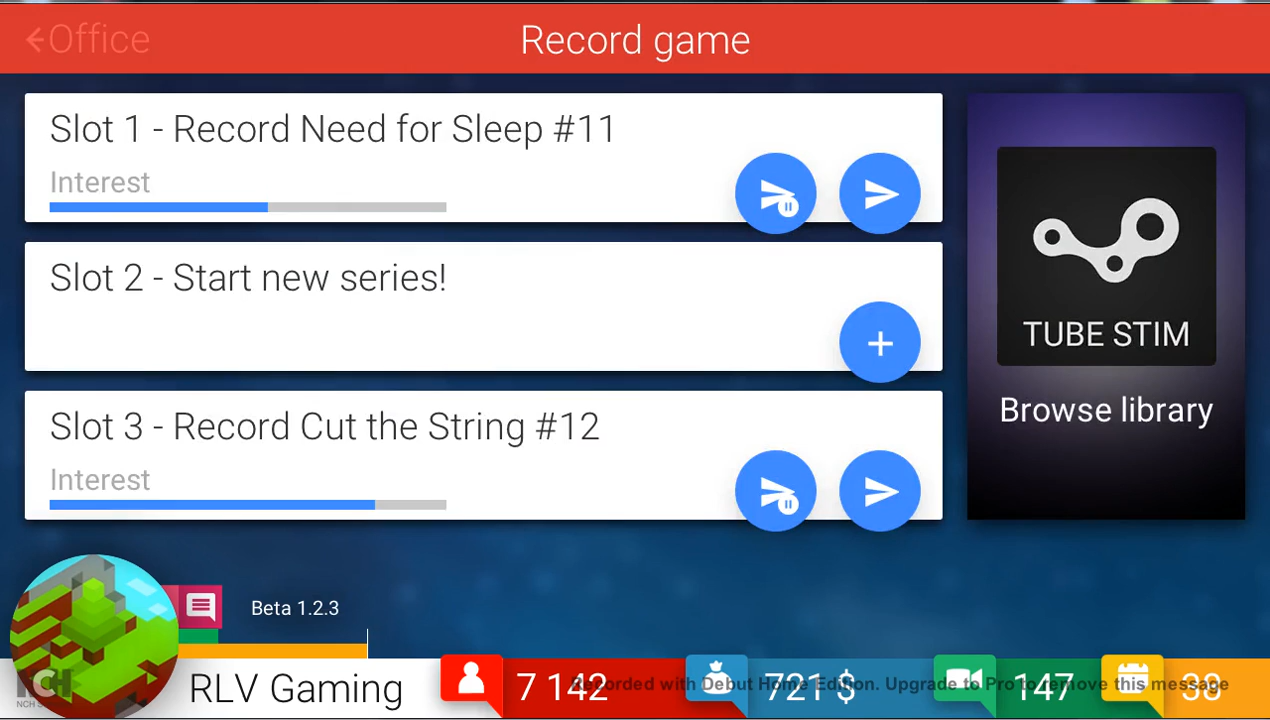 Office
Record game
Slot 1 - Record Need for Sleep #11
Interest
Slot 2 - Start new series!
Slot 3 - Record Cut the String #12
Interest
TUBE STIM
Browse library
Beta 1.2.3
RLV Gaming
7 142
721 $
147
38
Recorded with Debut Home Edition. Upgrade to Pro to remove this message
NCH